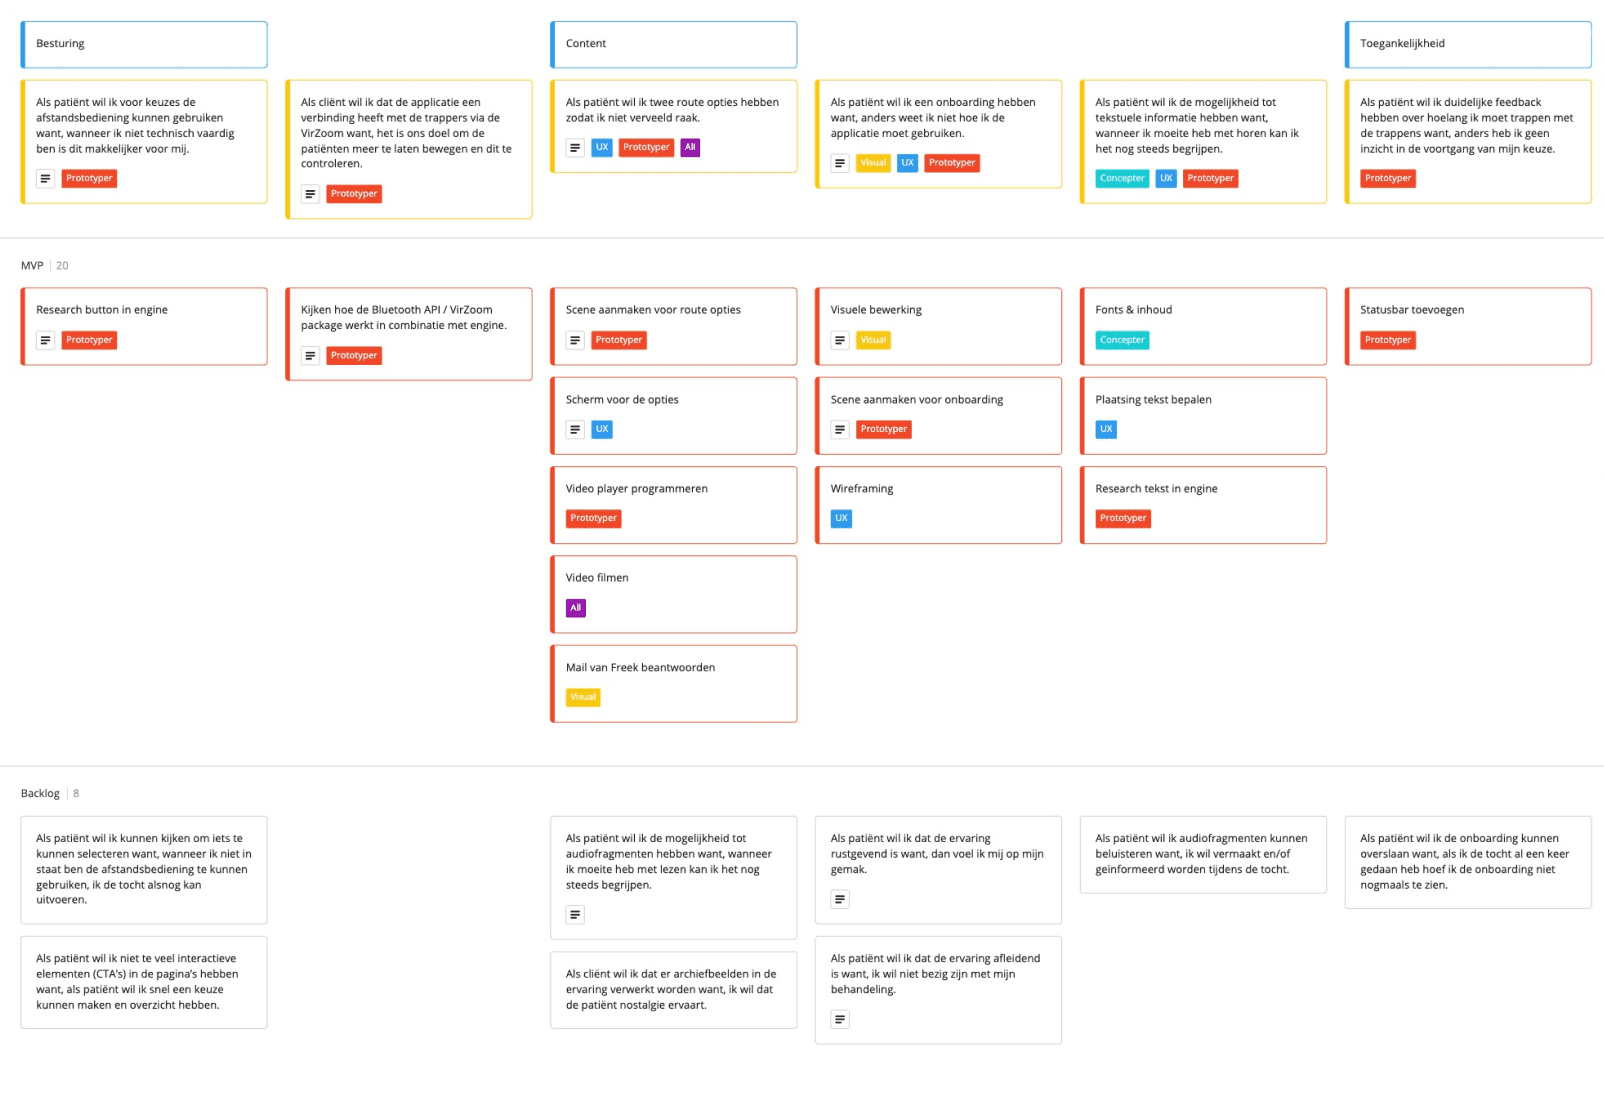 Besturing
Content
Toegankelijkheid
Als patiënt wil ik voor keuzes de
afstandsbediening kunnen gebruiken
want, wanneer ik niet technisch vaardig
ben is dit makkelijker voor mij.
Prototyper
Als cliënt wil ik dat de applicatie een
verbinding heeft met de trappers via de
VirZoom want, het is ons doel om de
patiënten meer te laten bewegen en dit te
controleren.
Prototyper
Als patiënt wil ik twee route opties hebben
zodat ik niet verveeld raak.
UX Prototyper All
Als patiënt wil ik een onboarding hebben
want, anders weet ik niet hoe ik de
applicatie moet gebruiken.
Visual UX Prototyper
Als patiënt wil ik de mogelijkheid tot
tekstuele informatie hebben want,
wanneer ik moeite heb met horen kan ik
het nog steeds begrijpen.
Concepter UX Prototyper
Als patiënt wil ik duidelijke feedback
hebben over hoelang ik moet trappen met
de trappers want, anders heb ik geen
inzicht in de voortgang van mijn keuze.
Prototyper
MVP 20
Research button in engine
Prototyper
Kijken hoe de Bluetooth API / VirZoom
package werkt in combinatie met engine.
Prototyper
Scene aanmaken voor route opties
Prototyper
Visuele bewerking
Visual
Fonts & inhoud
Concepter
Statusbar toevoegen
Prototyper
Scherm voor de opties
UX
Scene aanmaken voor onboarding
Prototyper
Plaatsing tekst bepalen
UX
Video player programmeren
Prototyper
Wireframing
UX
Research tekst in engine
Prototyper
Video filmen
All
Mail van Freek beantwoorden
Visual
Backlog 8
Als patiënt wil ik kunnen kijken om iets te
kunnen selecteren want, wanneer ik niet in
staat ben de afstandsbediening te kunnen
gebruiken, ik de tocht alsnog kan
uitvoeren.
Als patiënt wil ik de mogelijkheid tot
audiofragmenten hebben want, wanneer
ik moeite heb met lezen kan ik het nog
steeds begrijpen.
Als patiënt wil ik dat de ervaring
rustgevend is want, dan voel ik mij op mijn
gemak.
Als patiënt wil ik audiofragmenten kunnen
beluisteren want, ik wil vermaakt en/of
geïnformeerd worden tijdens de tocht.
Als patiënt wil ik de onboarding kunnen
overslaan want, als ik de tocht al een keer
gedaan heb hoef ik de onboarding niet
nogmaals te zien.
Als patiënt wil ik niet te veel interactieve
elementen (CTA's) in de pagina's hebben
want, als patiënt wil ik snel een keuze
kunnen maken en overzicht hebben.
Als cliënt wil ik dat er archiefbeelden in de
ervaring verwerkt worden want, ik wil dat
de patiënt nostalgie ervaart.
Als patiënt wil ik dat de ervaring afleidend
is want, ik wil niet bezig zijn met mijn
behandeling.